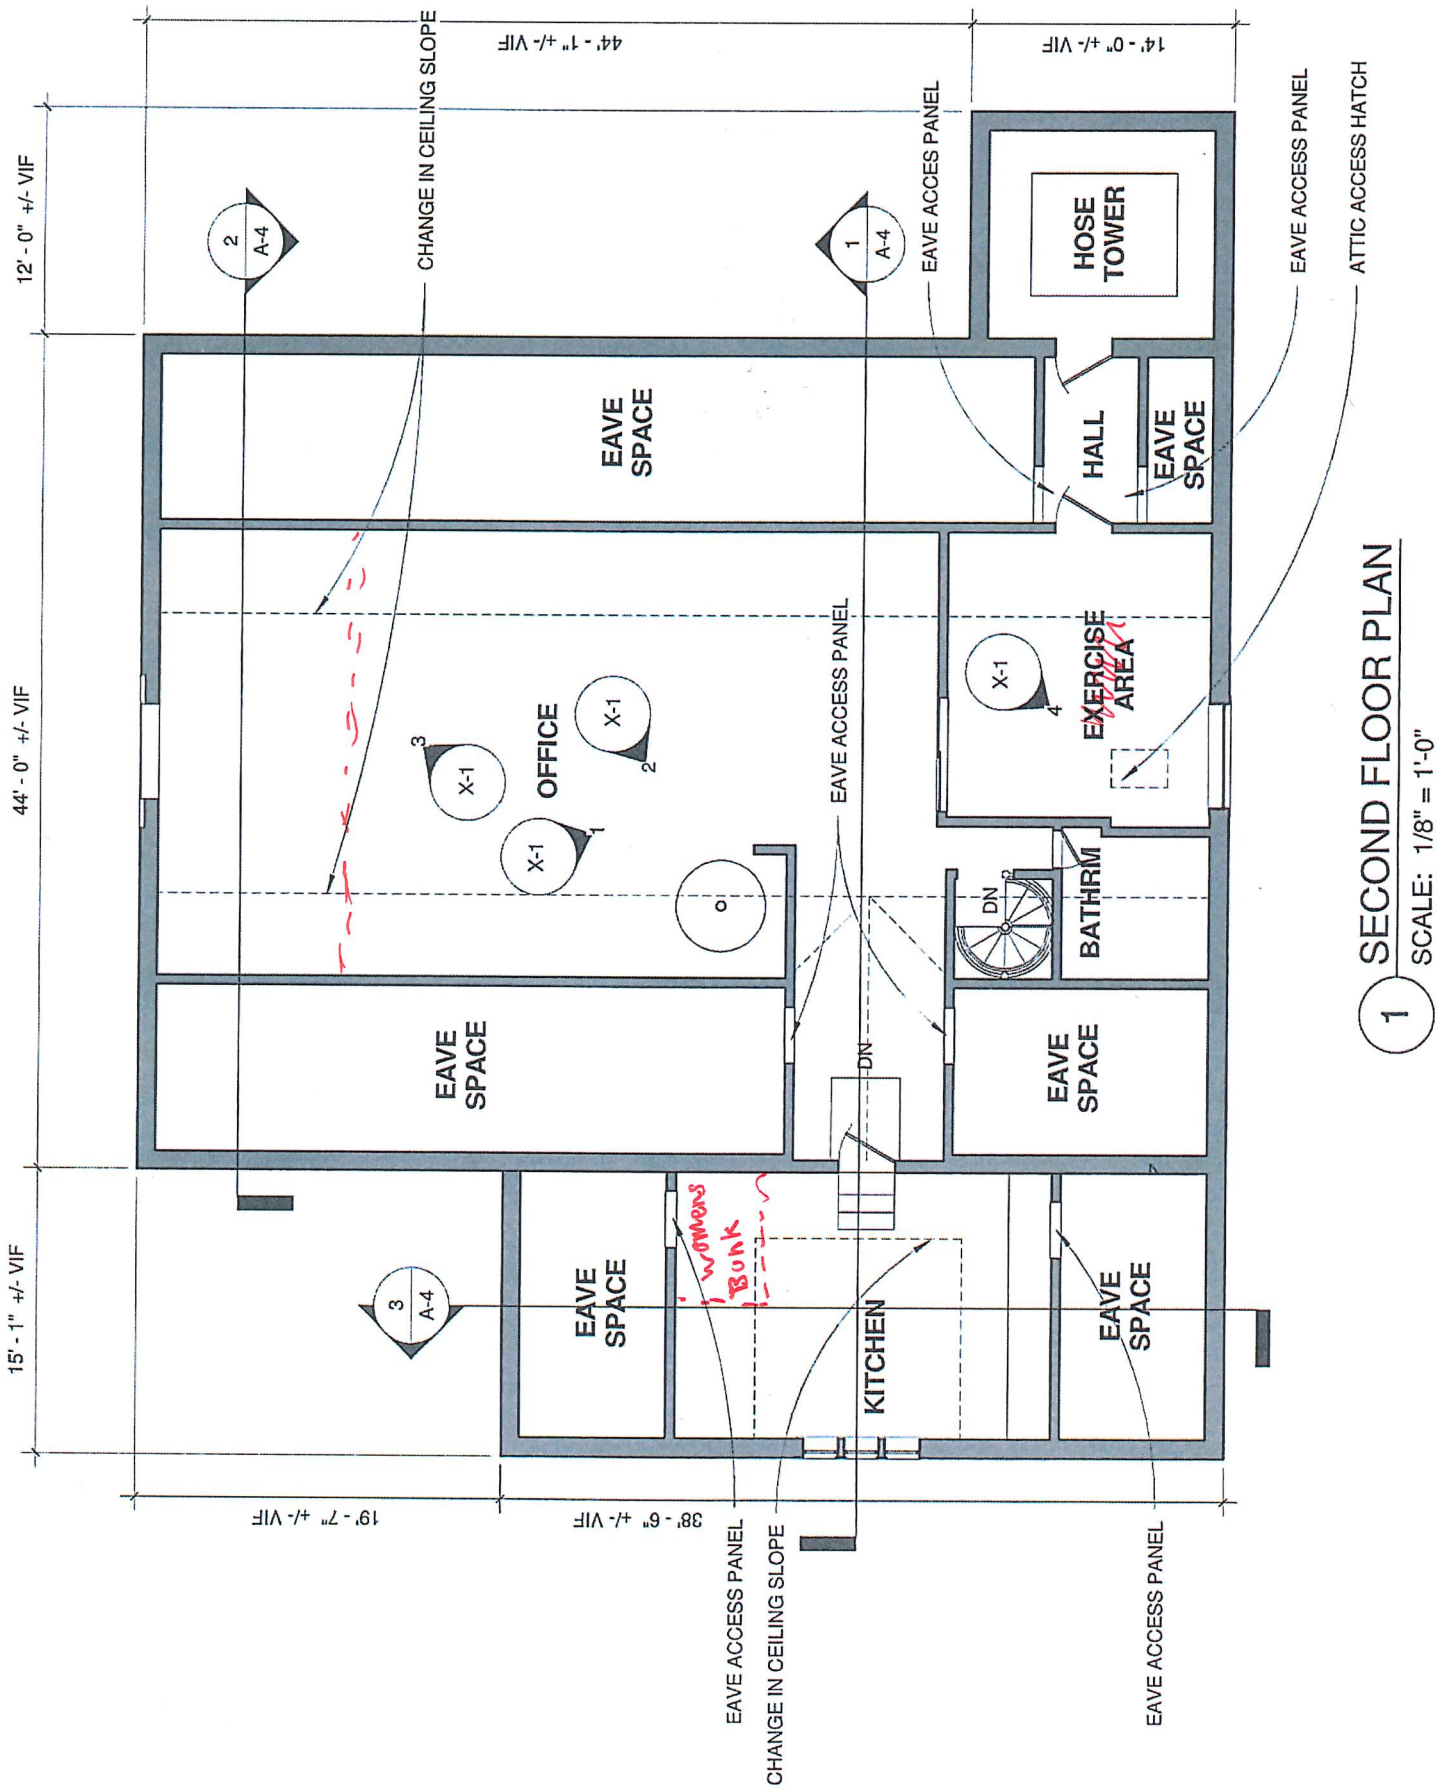 12' - 0" +/- VIF
44' - 0" +/- VIF
15' - 1" +/- VIF
44' - 1" +/- VIF
14' - 0" +/- VIF
19' - 7" +/- VIF
38' - 6" +/- VIF
CHANGE IN CEILING SLOPE
EAVE ACCES PANEL
EAVE ACCESS PANEL
ATTIC ACCESS HATCH
2
A-4
1
A-4
3
A-4
HOSE
TOWER
EAVE
SPACE
HALL
EAVE
SPACE
OFFICE
X-1
3
X-1
2
X-1
1
X-1
4
EXERCISE
AREA
EAVE ACCESS PANEL
DN
BATHRM
EAVE
SPACE
DN
EAVE
SPACE
womens
Bunk
EAVE
SPACE
KITCHEN
EAVE
SPACE
EAVE ACCESS PANEL
CHANGE IN CEILING SLOPE
EAVE ACCESS PANEL
1
SECOND FLOOR PLAN
SCALE: 1/8" = 1'-0"